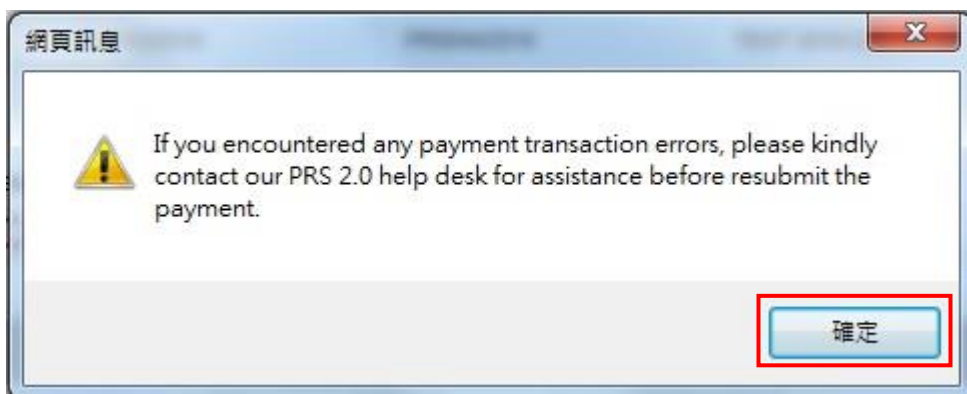 網頁訊息
If you encountered any payment transaction errors, please kindly
contact our PRS 2.0 help desk for assistance before resubmit the
payment.
確定